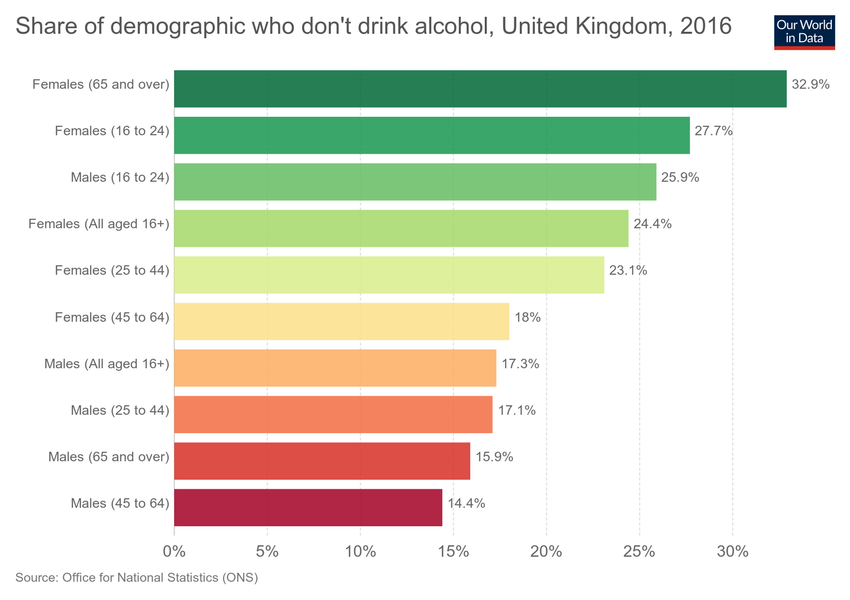 Share of demographic who don't drink alcohol, United Kingdom, 2016
Our World
in Data
Females (65 and over) 32.9%
Females (16 to 24) 27.7%
Males (16 to 24) 25.9%
Females (All aged 16+) 24.4%
Females (25 to 44) 23.1%
Females (45 to 64) 18%
Males (All aged 16+) 17.3%
Males (25 to 44) 17.1%
Males (65 and over) 15.9%
Males (45 to 64) 14.4%
0% 5% 10% 15% 20% 25% 30%
Source: Office for National Statistics (ONS)